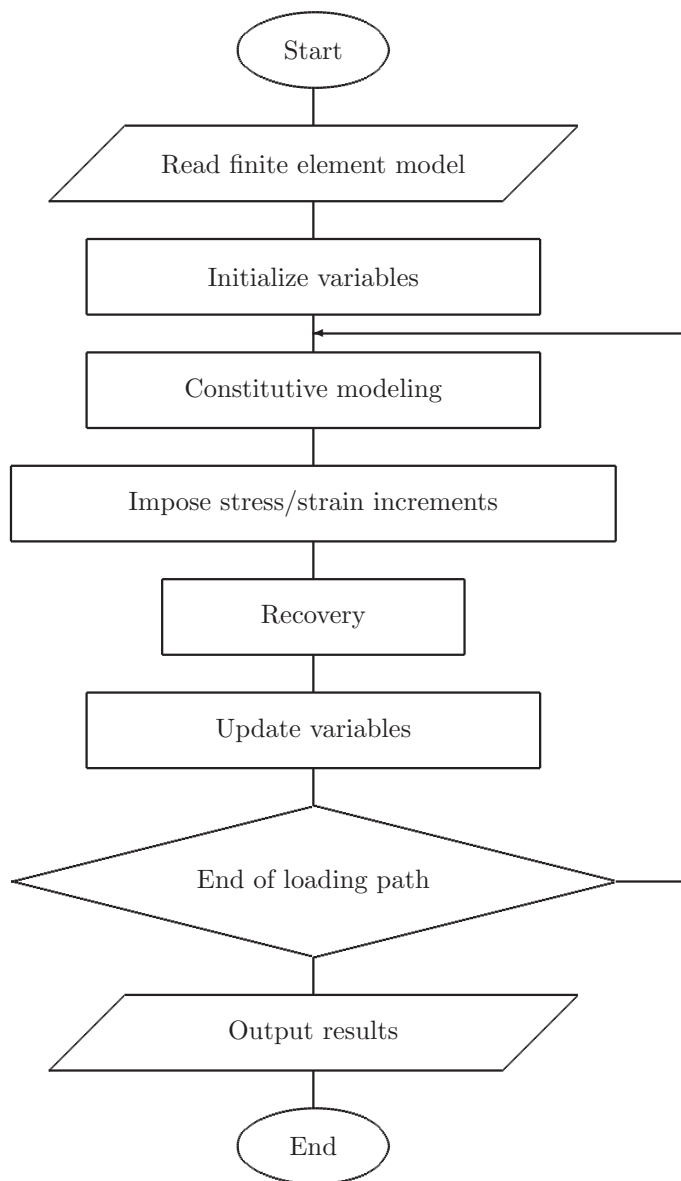 Start
Read finite element model
Initialize variables
Constitutive modeling
Impose stress/strain increments
Recovery
Update variables
End of loading path
Output results
End